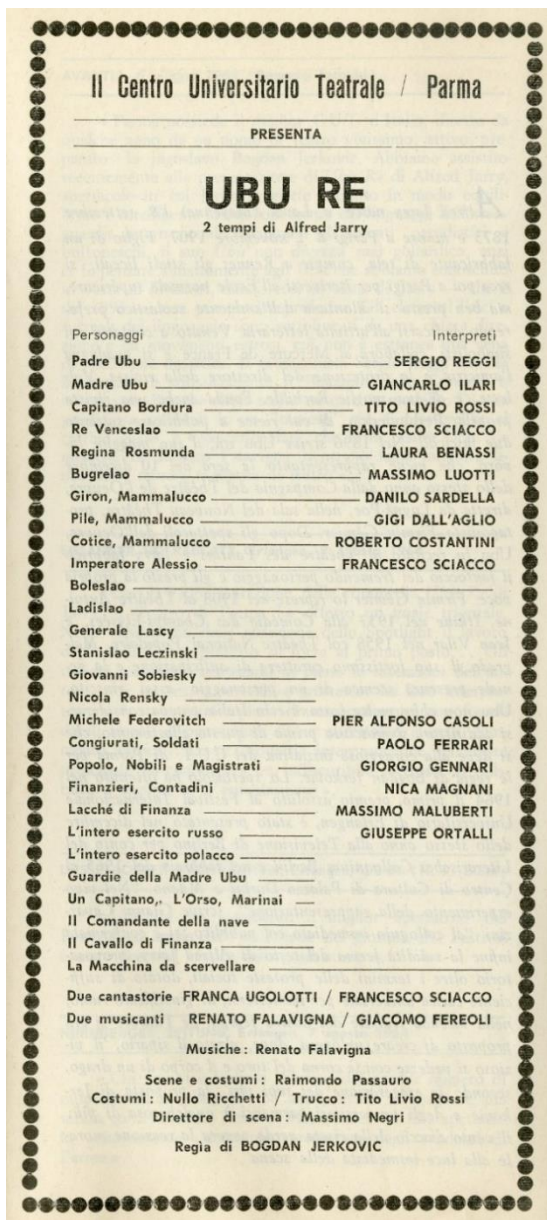 Il Centro Universitario Teatrale / Parma
PRESENTA
UBU RE
2 tempi di Alfred Jarry
Personaggi Interpreti
Padre Ubu SERGIO REGGI
Madre Ubu GIANCARLO ILARI
Capitano Bordura TITO LIVIO ROSSI
Re Venceslao FRANCESCO SCIACCO
Regina Rosmunda LAURA BENASSI
Bugrelao MASSIMO LUOTTI
Giron, Mammalucco DANILO SARDELLA
Pile, Mammalucco GIGI DALL'AGLIO
Cotice, Mammalucco ROBERTO COSTANTINI
Imperatore Alessio FRANCESCO SCIACCO
Boleslao
Ladislao
Generale Lascy
Stanislao Leczinski
Giovanni Sobiesky
Nicola Rensky
Michele Federovitch PIER ALFONSO CASOLI
Congiurati, Soldati PAOLO FERRARI
Popolo, Nobili e Magistrati GIORGIO GENNARI
Finanzieri, Contadini NICA MAGNANI
Lacché di Finanza MASSIMO MALUBERTI
L'intero esercito russo GIUSEPPE ORTALLI
L'intero esercito polacco
Guardie della Madre Ubu
Un Capitano,. L'Orso, Marinai
Il Comandante della nave
Il Cavallo di Finanza
La Macchina da scervellare
Due cantastorie FRANCA UGOLOTTI / FRANCESCO SCIACCO
Due musicanti RENATO FALAVIGNA / GIACOMO FEREOLI
Musiche: Renato Falavigna
Scene e costumi: Raimondo Passauro
Costumi: Nullo Ricchetti / Trucco: Tito Livio Rossi
Direttore di scena: Massimo Negri
Regia di BOGDAN JERKOVIC